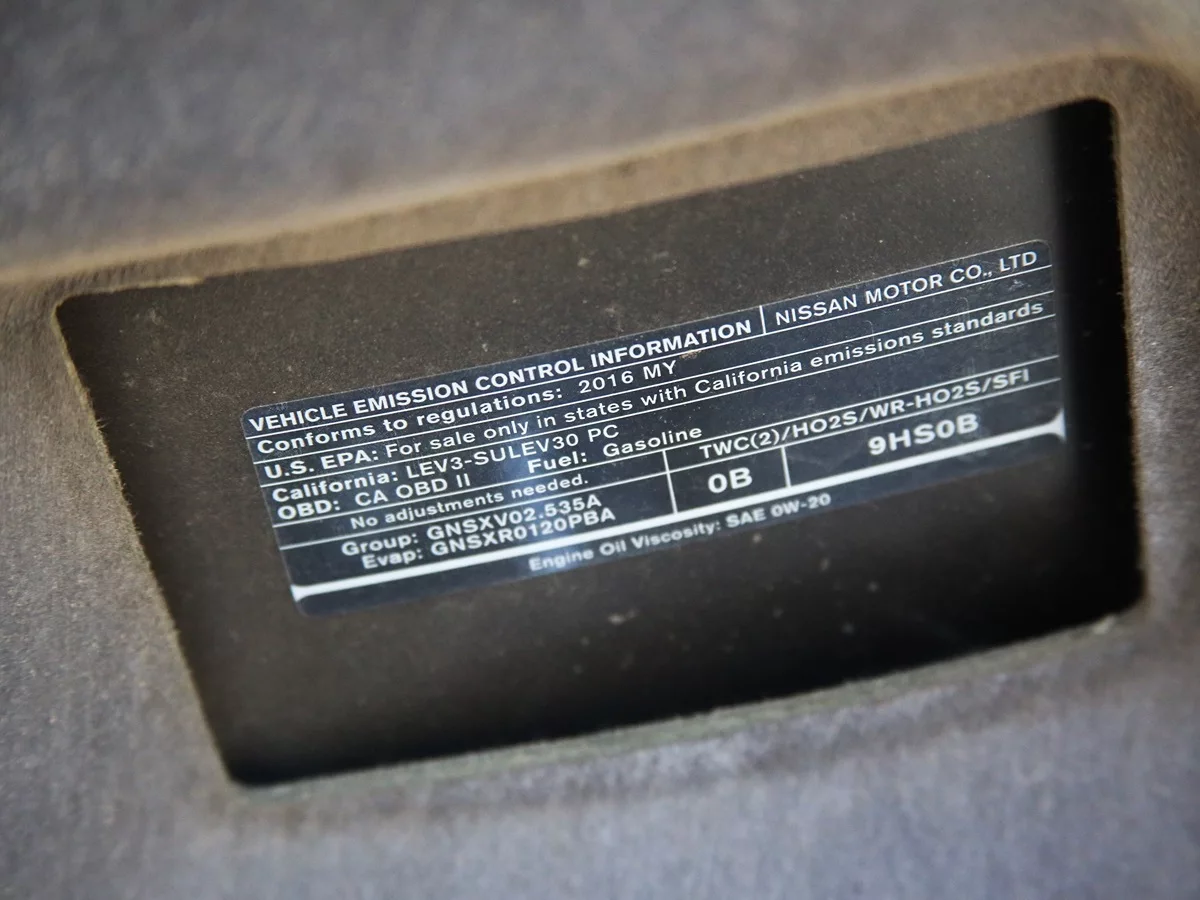 VEHICLE EMISSION CONTROL INFORMATION NISSAN MOTOR CO., LTD
Conforms to regulations: 2016 MY
U.S. EPA: For sale only in states with California emissions standards
California: LEV3-SULEV30 PC
OBD: CA OBD II Fuel: Gasoline
No adjustments needed. TWC(2)/HO2S/WR-HO2S/SFI
Group: GNSXV02.535A 0B 9HS0B
Evap: GNSXR0120PBA
Engine Oil Viscosity: SAE 0W-20